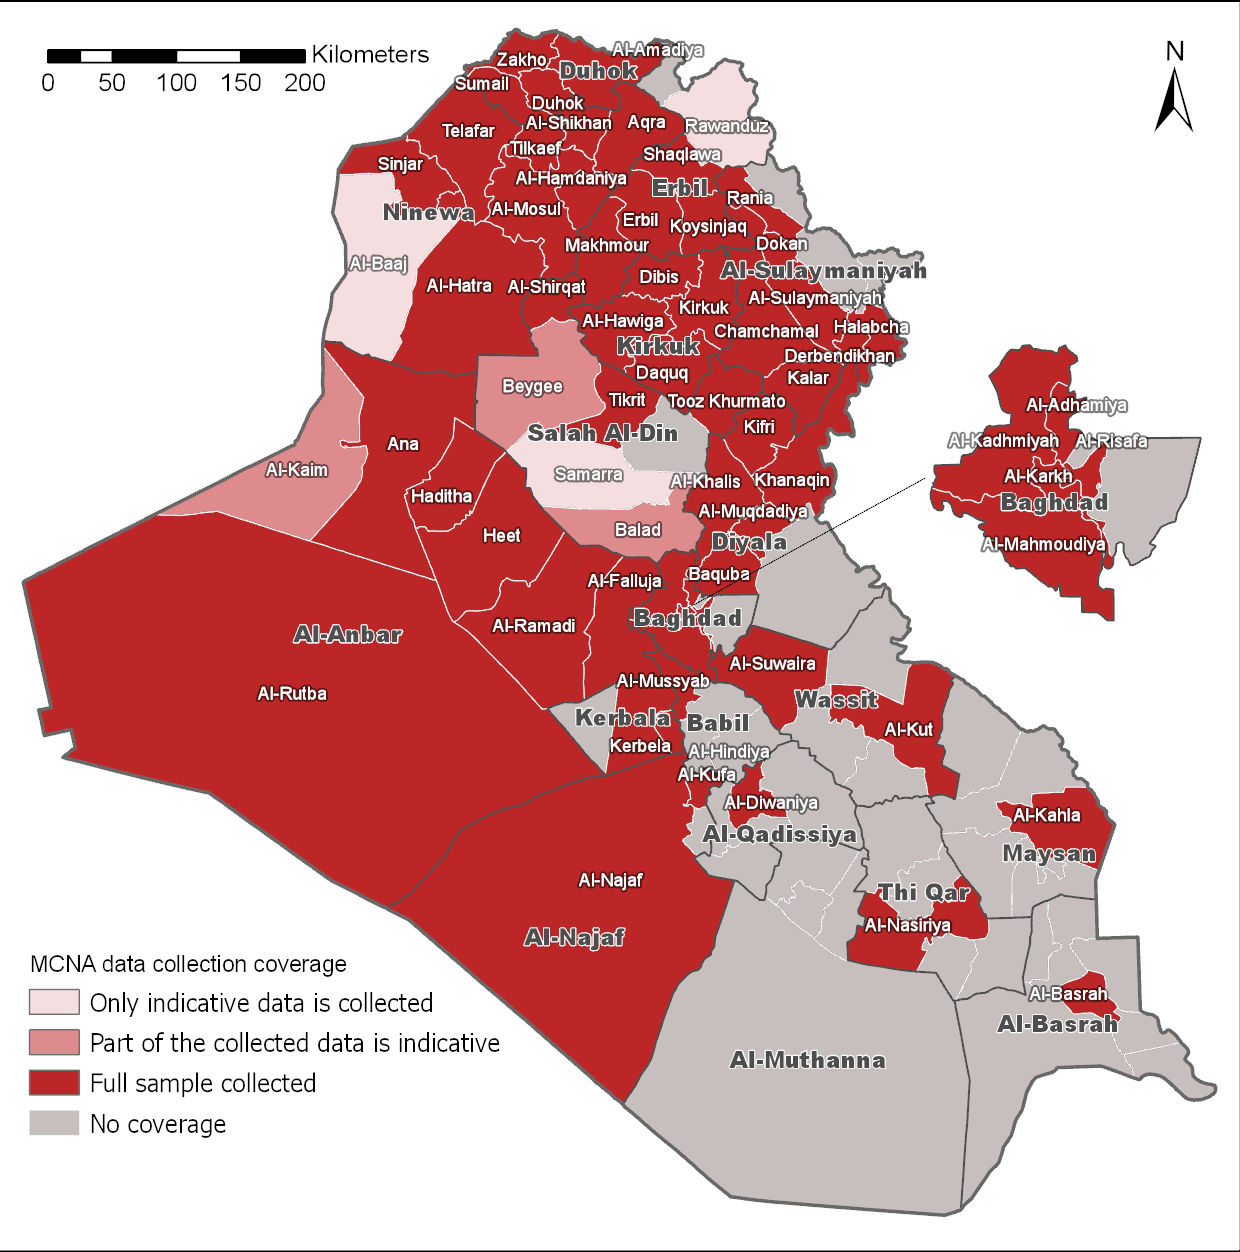 Kilometers
0 50 100 150 200
N
Al-Amadiya
Zakho
Duhok
Sumail
Duhok
Al-Shikhan
Aqra
Rawanduz
Telafar
Tilkaef
Shaqlawa
Sinjar
Al-Hamdaniya
Erbil
Rania
Ninewa
Al-Mosul
Erbil
Koysinjaq
Makhmour
Dokan
Al-Baaj
Dibis
Al-Sulaymaniyah
Al-Hatra
Al-Shirqat
Al-Sulaymaniyah
Kirkuk
Al-Hawiga
Chamchamal
Halabcha
Kirkuk
Derbendikhan
Daquq
Kalar
Beygee
Tikrit
Tooz Khurmato
Kifri
Salah Al-Din
Ana
Al-Kaim
Samarra
Al-Khalis
Khanaqin
Haditha
Al-Muqdadiya
Heet
Balad
Diyala
Al-Falluja
Baquba
Al-Adhamiya
Al-Kadhmiyah
Al-Risafa
Al-Karkh
Baghdad
Al-Mahmoudiya
Al-Ramadi
Baghdad
Al-Anbar
Al-Suwaira
Al-Rutba
Al-Mussyab
Wassit
Kerbala
Babil
Al-Kut
Kerbela
Al-Hindiya
Al-Kufa
Al-Diwaniya
Al-Kahla
Al-Qadissiya
Maysan
Al-Najaf
Thi Qar
Al-Najaf
Al-Nasiriya
Al-Basrah
Al-Basrah
Al-Muthanna
MCNA data collection coverage
Only indicative data is collected
Part of the collected data is indicative
Full sample collected
No coverage